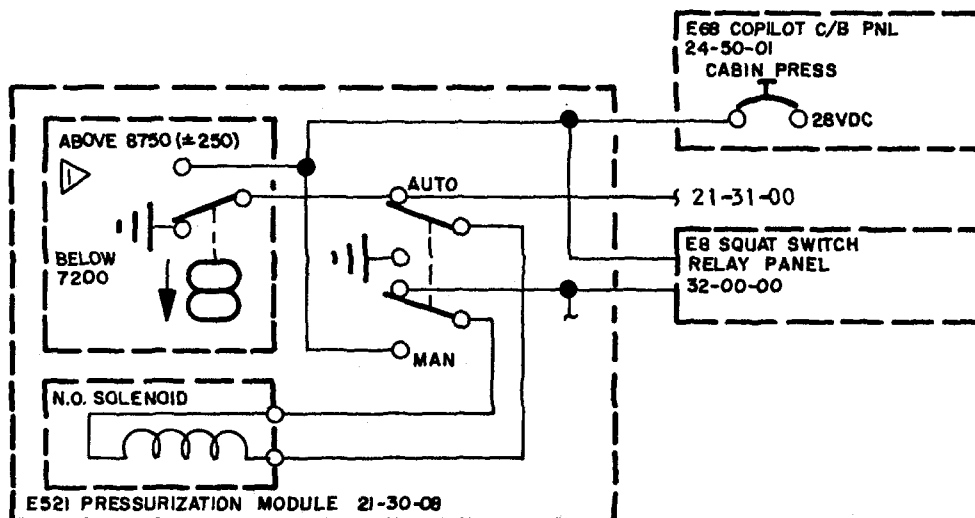 E68 COPILOT C/B PNL
24-50-01
CABIN PRESS
28VDC
ABOVE 8750 (±250)
1
BELOW
7200
AUTO
21-31-00
E8 SQUAT SWITCH
RELAY PANEL
32-00-00
MAN
N.O. SOLENOID
E521 PRESSURIZATION MODULE 21-30-08